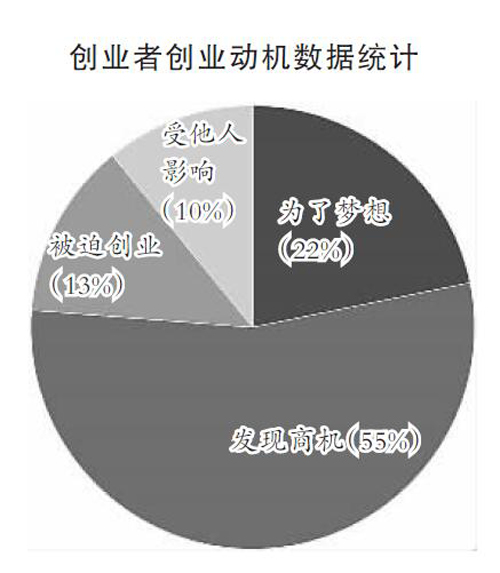 创业者创业动机数据统计
受他人
影响
(10%)
为了梦想
(22%)
被迫创业
(13%)
发现商机(55%)